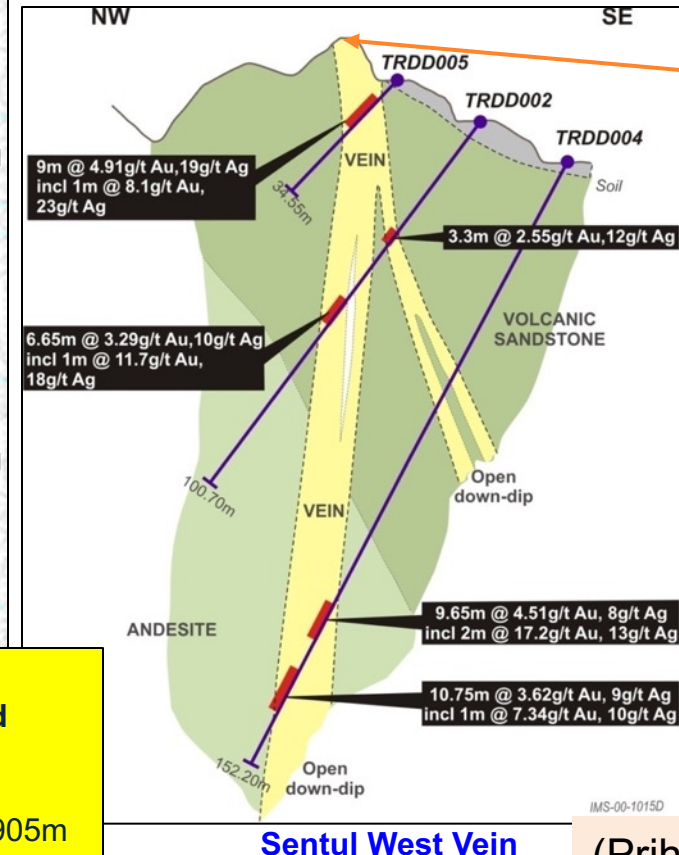 NW
SE
TRDD005
TRDD002
TRDD004
Soil
VEIN
9m @ 4.91g/t Au,19g/t Ag
incl 1m @ 8.1g/t Au,
23g/t Ag
34.55m
3.3m @ 2.55g/t Au,12g/t Ag
6.65m @ 3.29g/t Au,10g/t Ag
incl 1m @ 11.7g/t Au,
18g/t Ag
VOLCANIC
SANDSTONE
100.70m
Open
down-dip
VEIN
ANDESITE
9.65m @ 4.51g/t Au, 8g/t Ag
incl 2m @ 17.2g/t Au, 13g/t Ag
10.75m @ 3.62g/t Au, 9g/t Ag
incl 1m @ 7.34g/t Au, 10g/t Ag
152.20m
Open
down-dip
IMS-00-1015D
905m
Sentul West Vein